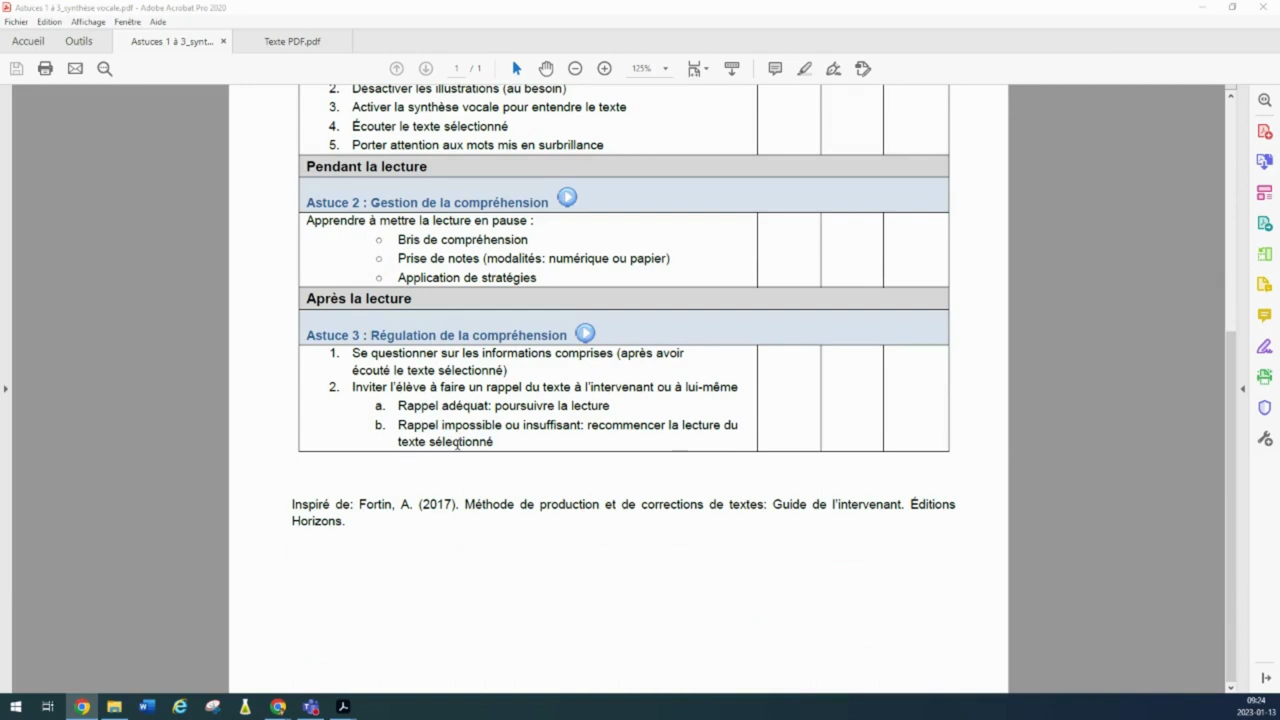 Astuces 1 à 3_synthèse vocale.pdf - Adobe Acrobat Pro 2020
Fichier Edition Affichage Fenêtre Aide
Accueil Outils Astuces 1 à 3_synt... × Texte PDF.pdf
1 / 1 125%
2. Désactiver les illustrations (au besoin)
3. Activer la synthèse vocale pour entendre le texte
4. Écouter le texte sélectionné
5. Porter attention aux mots mis en surbrillance
Pendant la lecture
Astuce 2 : Gestion de la compréhension
Apprendre à mettre la lecture en pause :
○ Bris de compréhension
○ Prise de notes (modalités: numérique ou papier)
○ Application de stratégies
Après la lecture
Astuce 3 : Régulation de la compréhension
1. Se questionner sur les informations comprises (après avoir
écouté le texte sélectionné)
2. Inviter l'élève à faire un rappel du texte à l'intervenant ou à lui-même
a. Rappel adéquat: poursuivre la lecture
b. Rappel impossible ou insuffisant: recommencer la lecture du
texte sélectionné
Inspiré de: Fortin, A. (2017). Méthode de production et de corrections de textes: Guide de l'intervenant. Éditions
Horizons.
09:24
2023-01-13